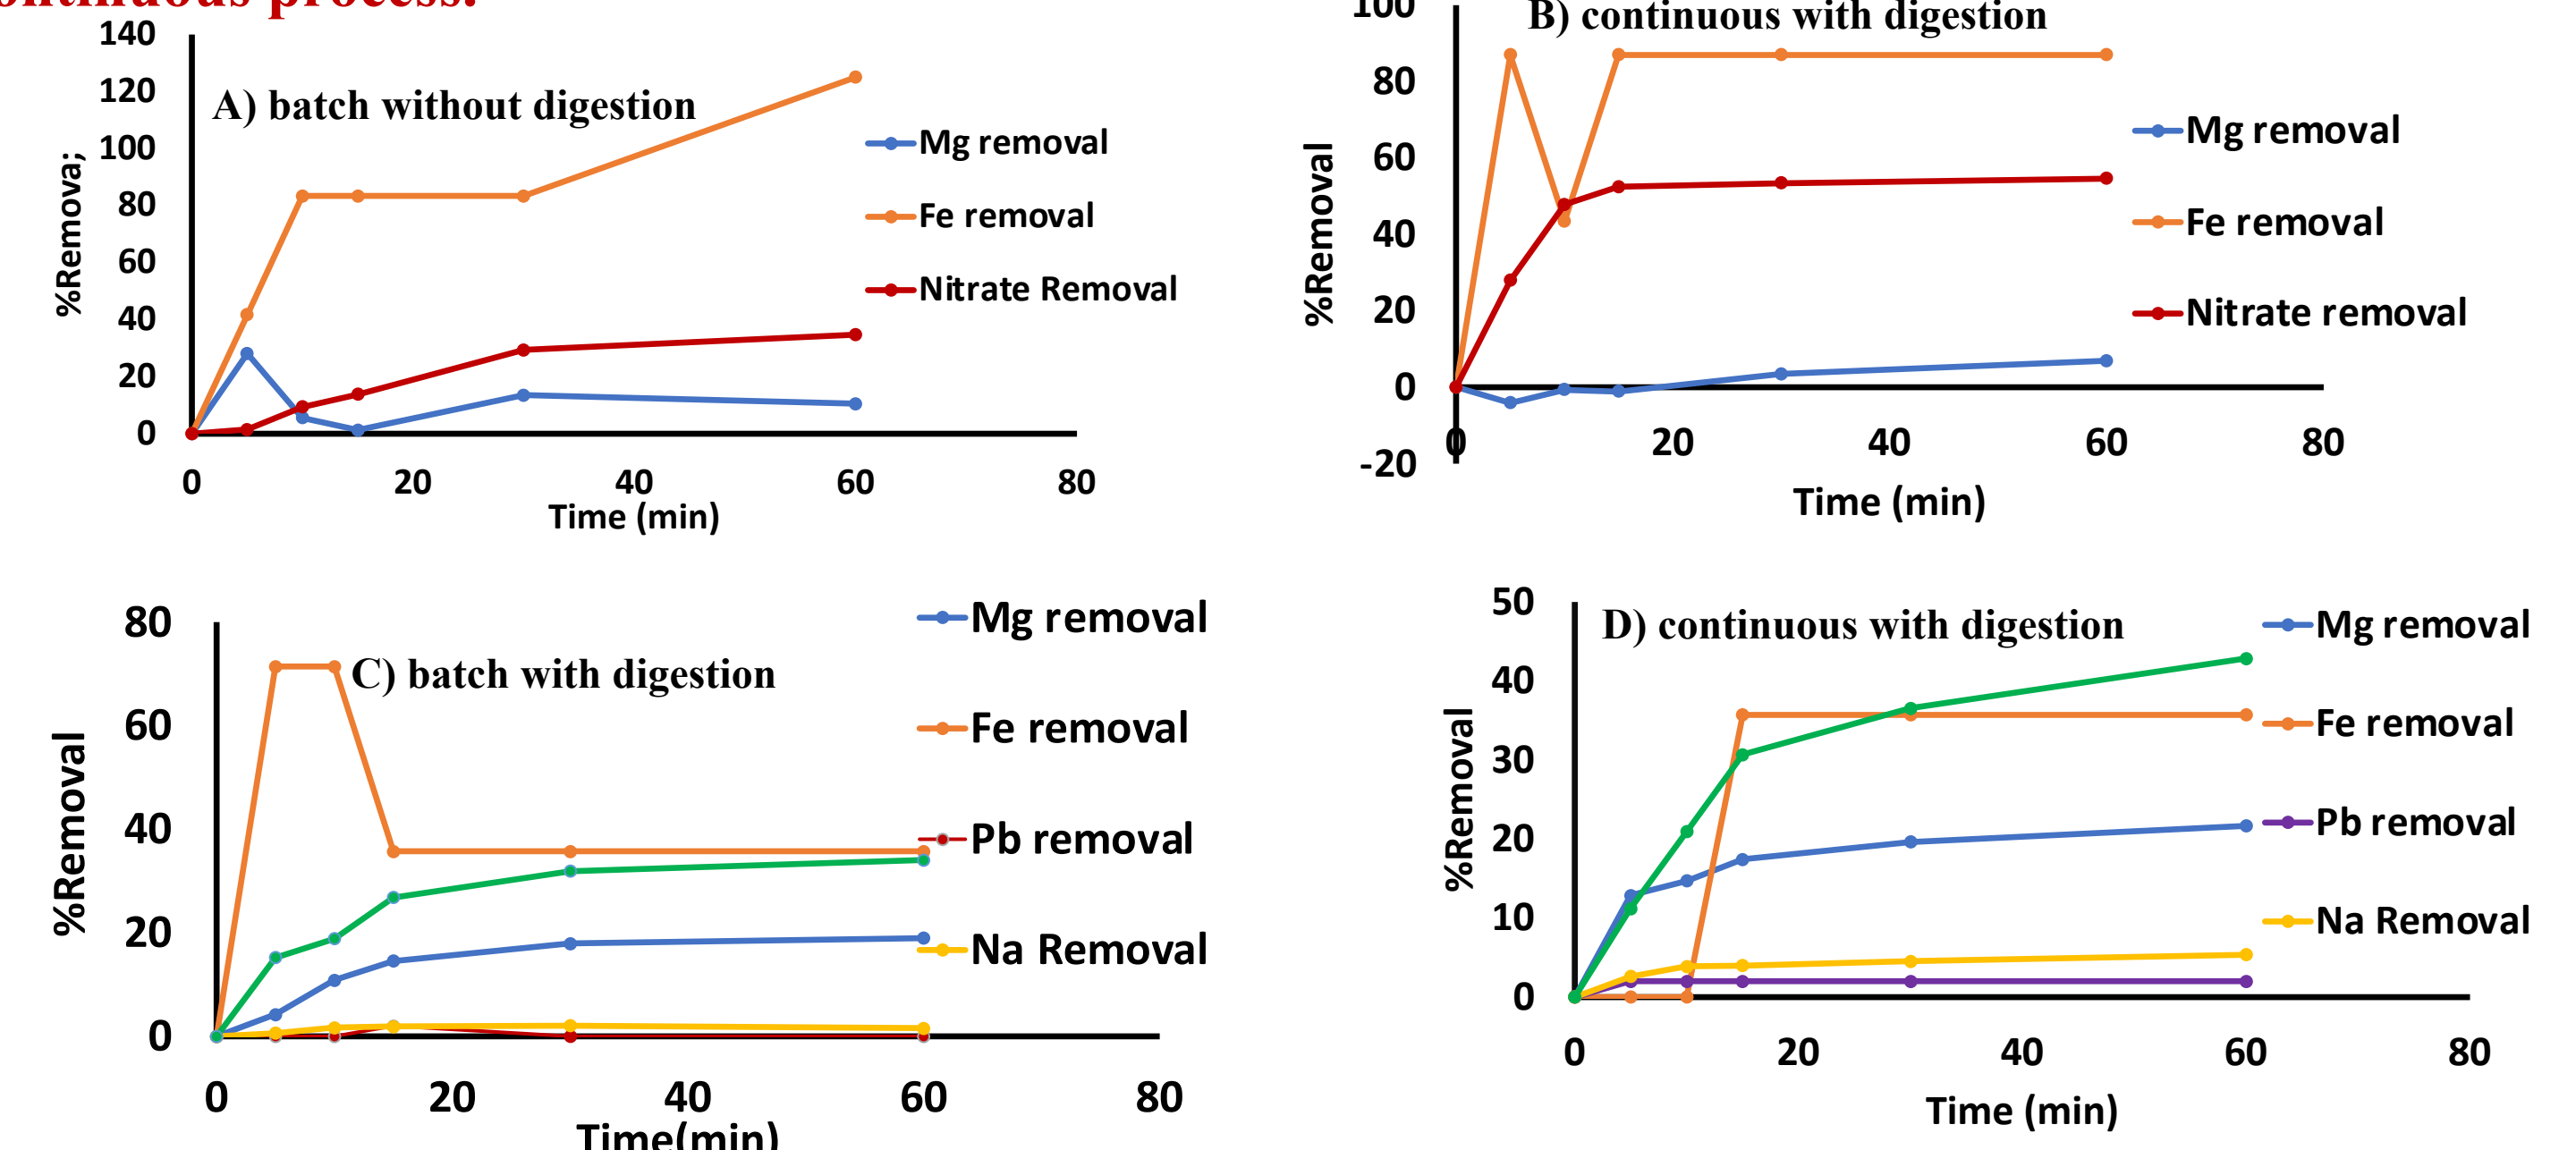 ontinuous process.
A) batch without digestion
140
120
100
80
60
40
20
0
%Remova;
0 20 40 60 80
Time (min)
Mg removal
Fe removal
Nitrate Removal
B) continuous with digestion
100
80
60
40
20
0
-20
%Removal
0 20 40 60 80
Time (min)
Mg removal
Fe removal
Nitrate removal
C) batch with digestion
80
60
40
20
0
%Removal
0 20 40 60 80
Time(min)
Mg removal
Fe removal
Pb removal
Na Removal
D) continuous with digestion
50
40
30
20
10
0
%Removal
0 20 40 60 80
Time (min)
Mg removal
Fe removal
Pb removal
Na Removal